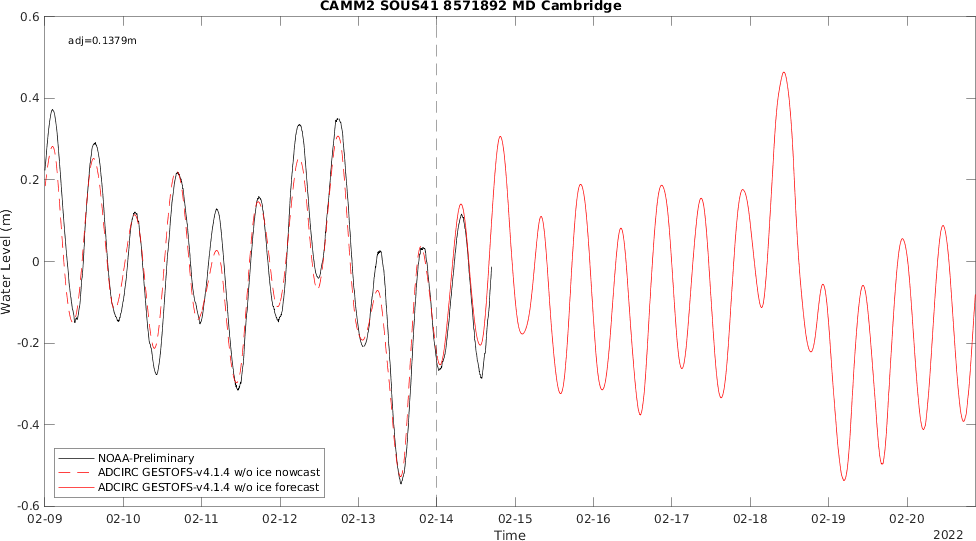 CAMM2 SOUS41 8571892 MD Cambridge
adj=0.1379m
0.6
0.4
0.2
0
-0.2
-0.4
-0.6
Water Level (m)
NOAA-Preliminary
ADCIRC GESTOFS-v4.1.4 w/o ice nowcast
ADCIRC GESTOFS-v4.1.4 w/o ice forecast
02-09 02-10 02-11 02-12 02-13 02-14 02-15 02-16 02-17 02-18 02-19 02-20
Time
2022